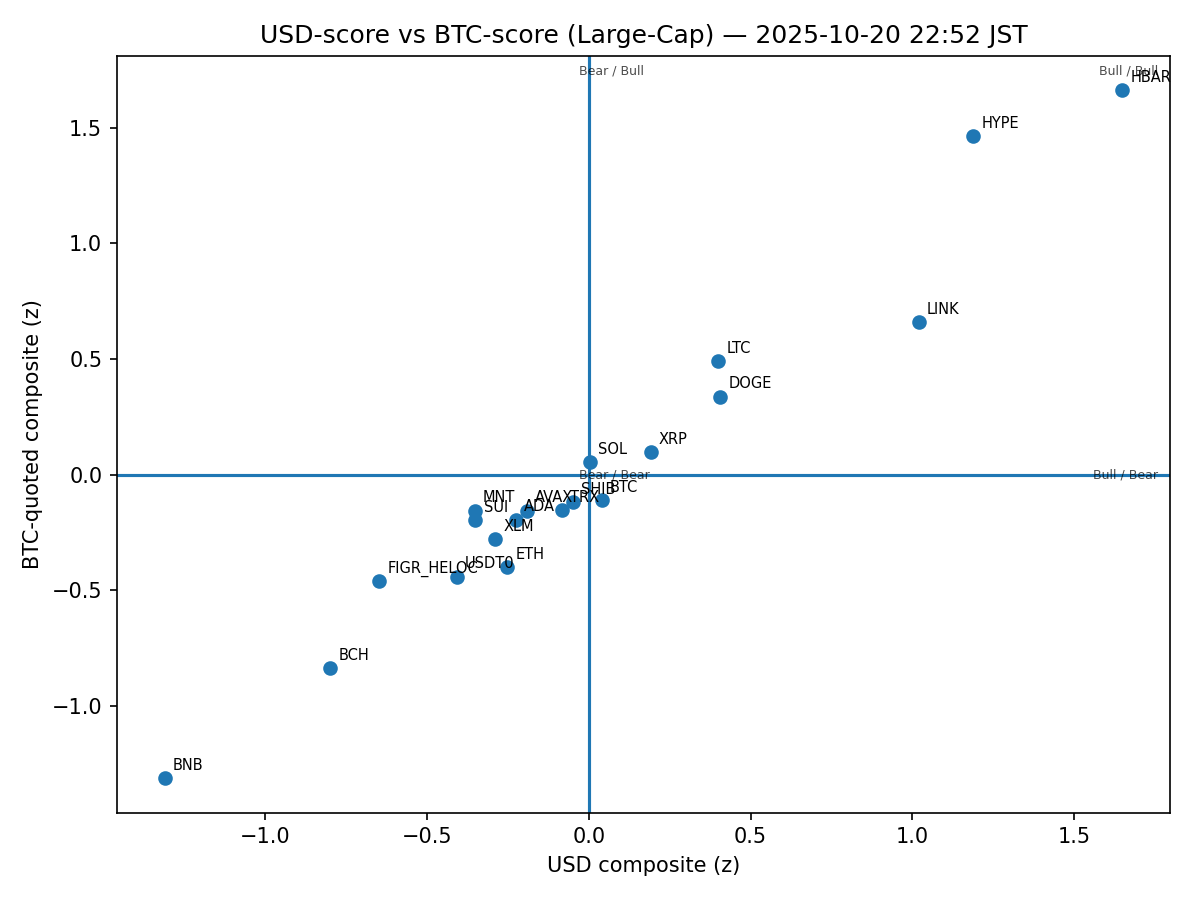 USD-score vs BTC-score (Large-Cap) — 2025-10-20 22:52 JST
Bear / Bull
Bull / Bull
HBAR
HYPE
LINK
LTC
DOGE
XRP
SOL
Bear / Bear
Bull / Bear
BTC
SHIB
TRX
AVAX
MNT
SUI
ADA
XLM
ETH
USDT0
FIGR_HELOC
BCH
BNB
1.5
1.0
0.5
0.0
−0.5
−1.0
BTC-quoted composite (z)
−1.0
−0.5
0.0
0.5
1.0
1.5
USD composite (z)